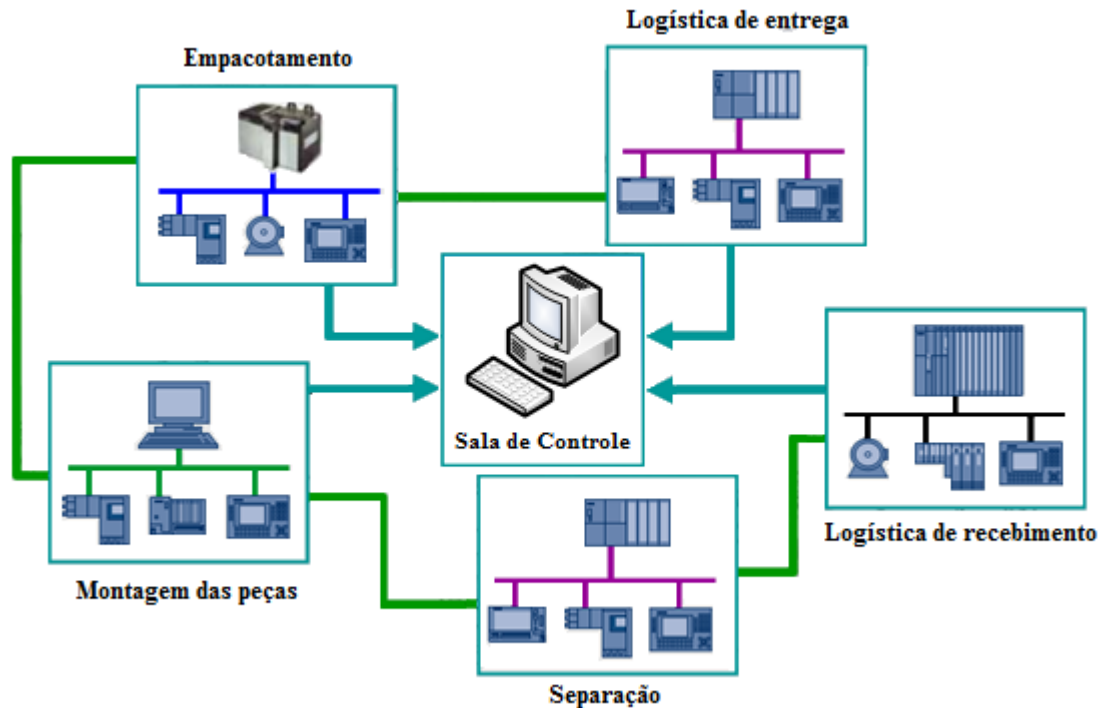 Logística de entrega
Empacotamento
Sala de Controle
Logística de recebimento
Montagem das peças
Separação